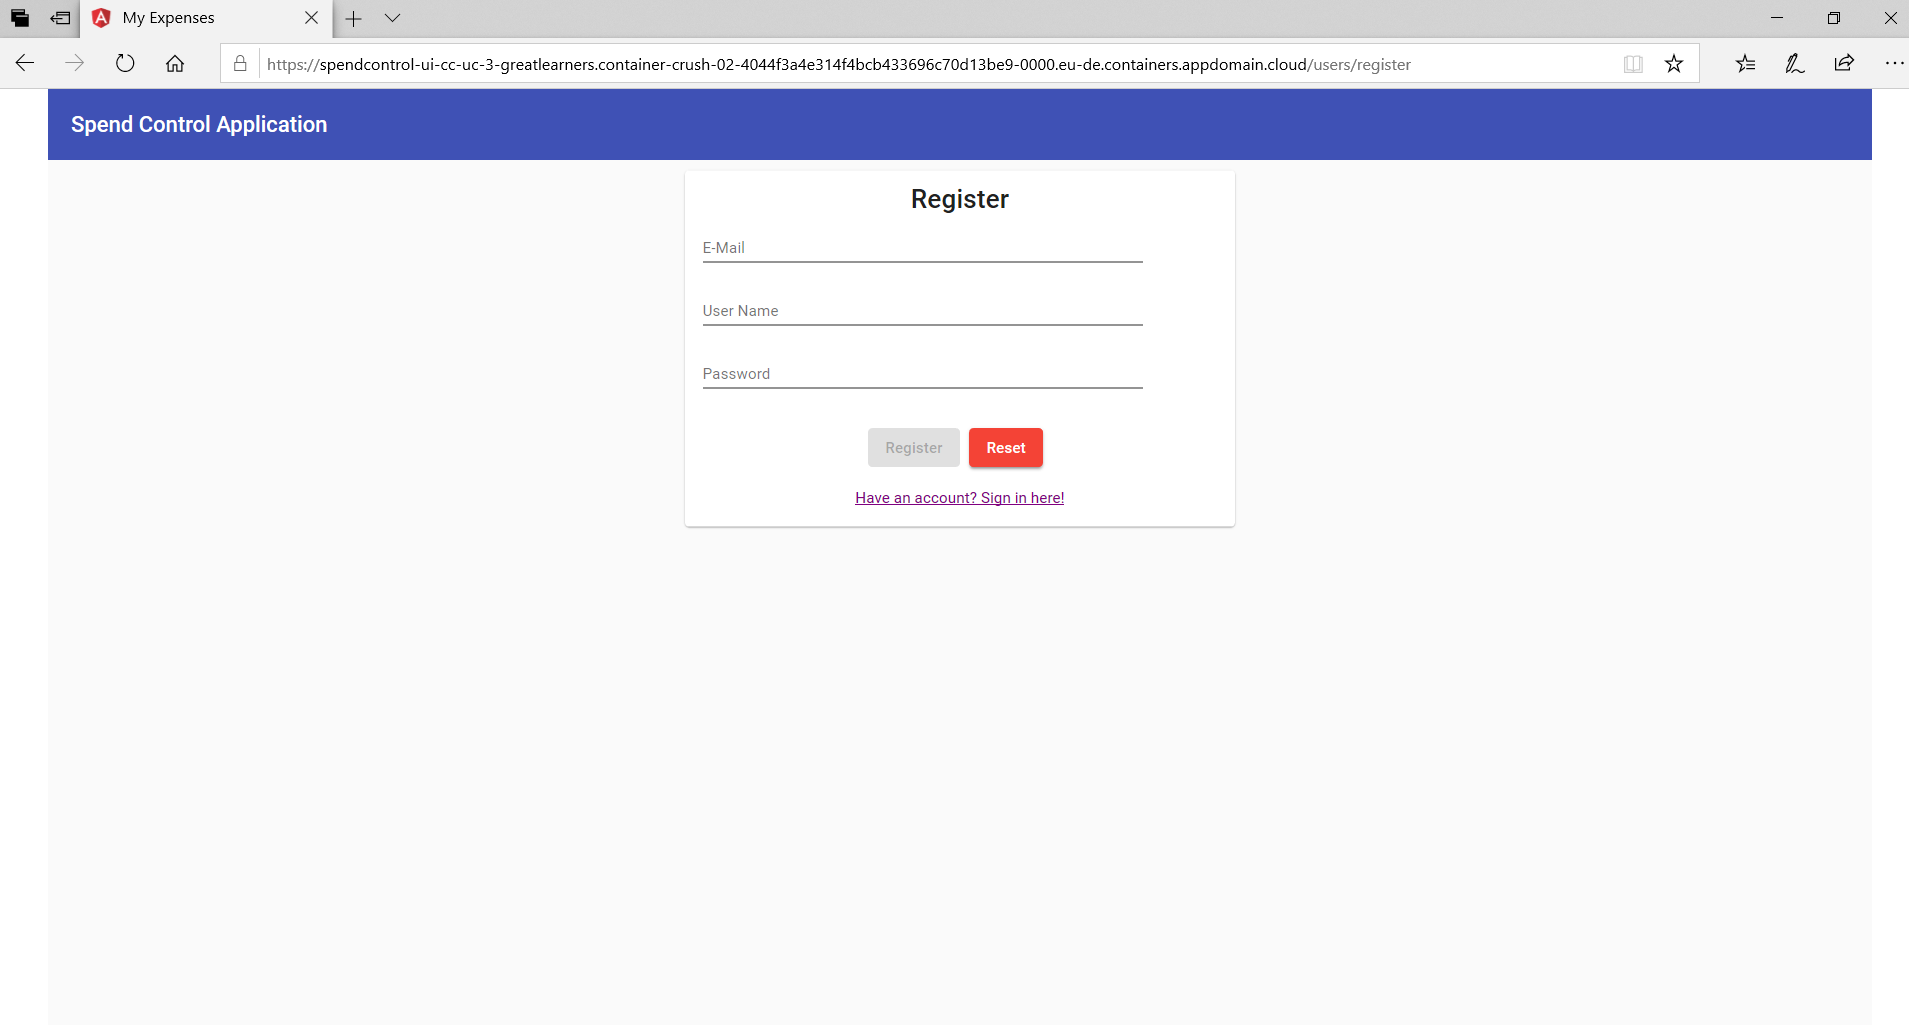 My Expenses
https://spendcontrol-ui-cc-uc-3-greatlearners.container-crush-02-4044f3a4e314f4bcb433696c70d13be9-0000.eu-de.containers.appdomain.cloud/users/register
Spend Control Application
Register
E-Mail
User Name
Password
Register Reset
Have an account? Sign in here!